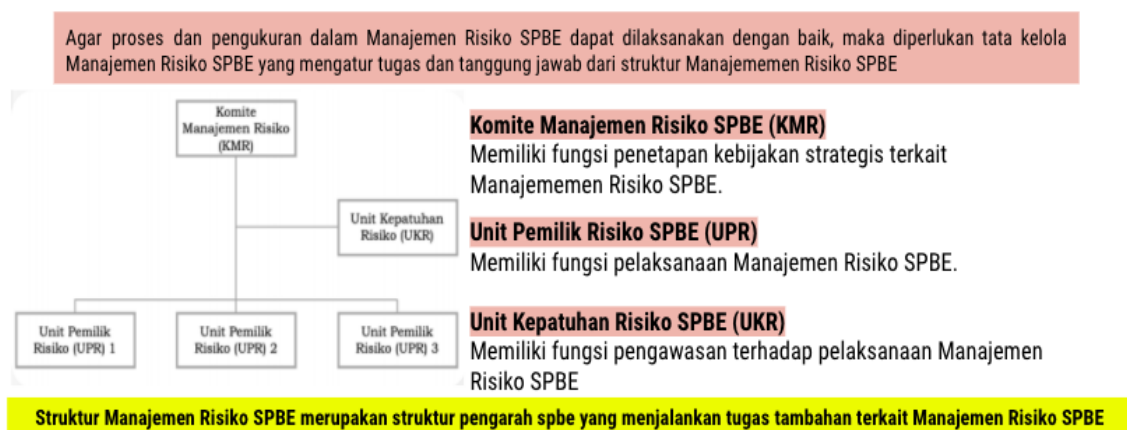 Agar proses dan pengukuran dalam Manajemen Risiko SPBE dapat dilaksanakan dengan baik, maka diperlukan tata kelola
Manajemen Risiko SPBE yang mengatur tugas dan tanggung jawab dari struktur Manajememen Risiko SPBE
Komite
Manajemen Risiko
(KMR)
Unit Kepatuhan
Risiko (UKR)
Unit Pemilik
Risiko (UPR) 1
Unit Pemilik
Risiko (UPR) 2
Unit Pemilik
Risiko (UPR) 3
Komite Manajemen Risiko SPBE (KMR)
Memiliki fungsi penetapan kebijakan strategis terkait
Manajememen Risiko SPBE.
Unit Pemilik Risiko SPBE (UPR)
Memiliki fungsi pelaksanaan Manajemen Risiko SPBE.
Unit Kepatuhan Risiko SPBE (UKR)
Memiliki fungsi pengawasan terhadap pelaksanaan Manajemen
Risiko SPBE
Struktur Manajemen Risiko SPBE merupakan struktur pengarah spbe yang menjalankan tugas tambahan terkait Manajemen Risiko SPBE